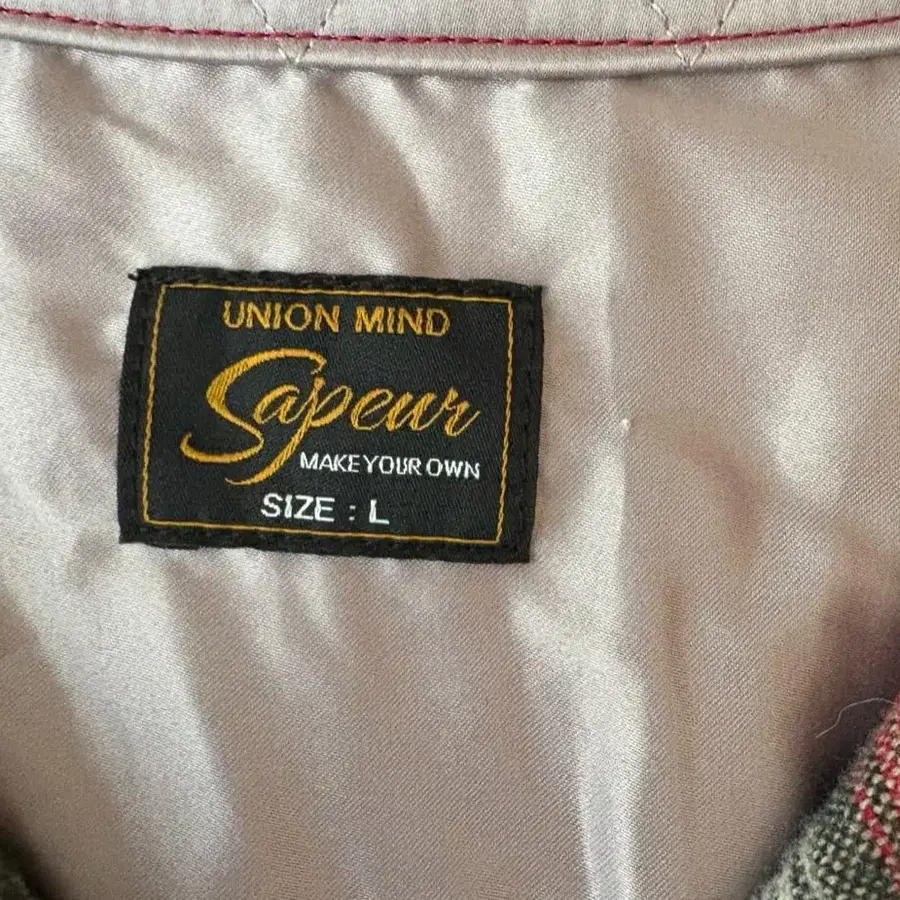 UNION MIND
Sapeur
MAKE YOUR OWN
SIZE : L